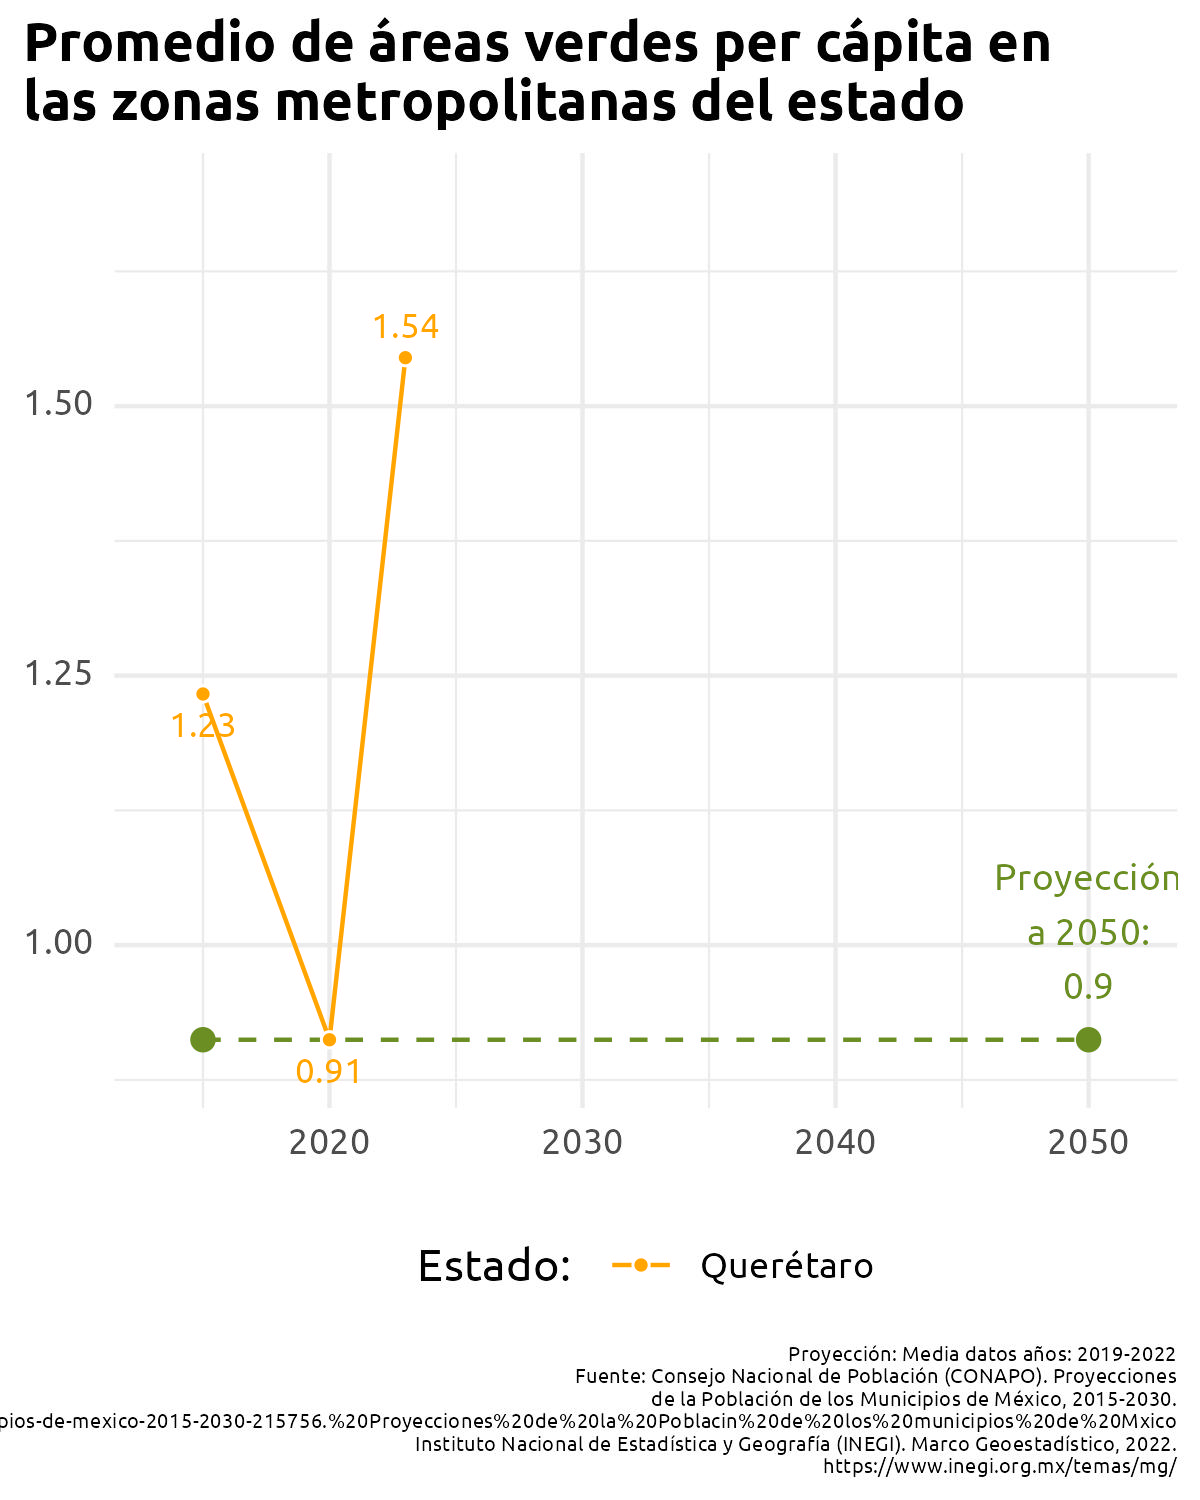 Promedio de áreas verdes per cápita en
las zonas metropolitanas del estado
1.54
1.50
1.25
1.23
Proyección
a 2050:
1.00
0.9
0.91
2020 2030 2040 2050
Estado: Querétaro
Proyección: Media datos años: 2019-2022
Fuente: Consejo Nacional de Población (CONAPO). Proyecciones
de la Población de los Municipios de México, 2015-2030.
pios-de-mexico-2015-2030-215756.%20Proyecciones%20de%20la%20Poblacin%20de%20los%20municipios%20de%20Mxico
Instituto Nacional de Estadística y Geografía (INEGI). Marco Geoestadístico, 2022.
https://www.inegi.org.mx/temas/mg/